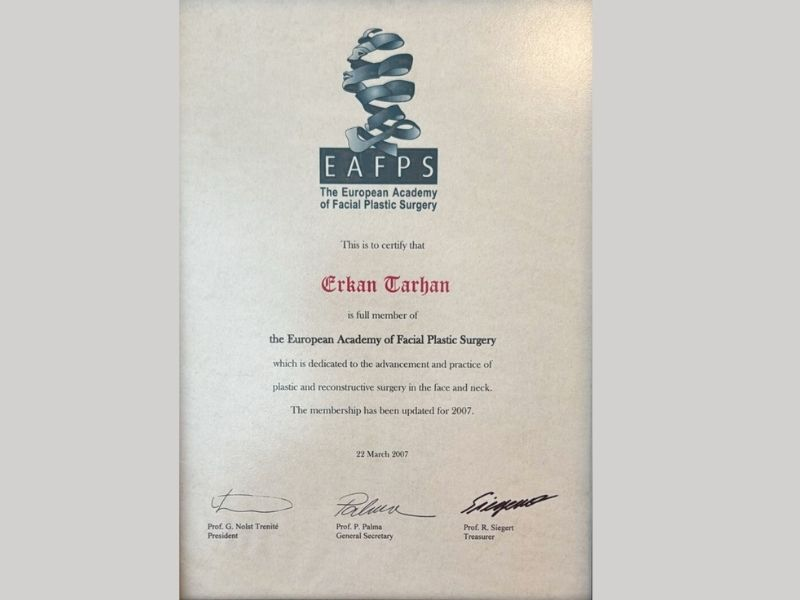 EAFPS
The European Academy
of Facial Plastic Surgery
This is to certify that
Erkan Tarhan
is full member of
the European Academy of Facial Plastic Surgery
which is dedicated to the advancement and practice of
plastic and reconstructive surgery in the face and neck.
The membership has been updated for 2007.
22 March 2007
Palma
Siegert
Prof. G. Nolst Trenité
President
Prof. P. Palma
General Secretary
Prof. R. Siegert
Treasurer